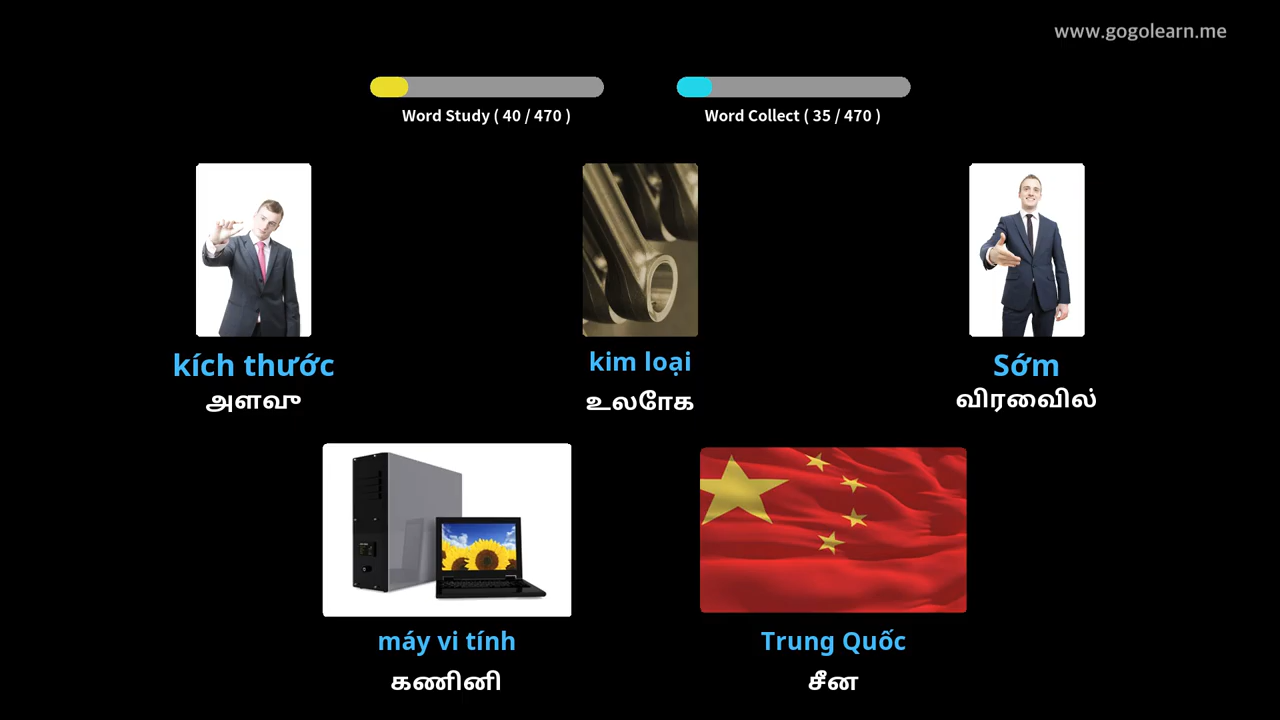 www.gogolearn.me
Word Study ( 40 / 470 )
Word Collect ( 35 / 470 )
kích thước
kim loại
Sớm
அளவு
உலோக
விரைவில்
máy vi tính
Trung Quốc
கணினி
சீன